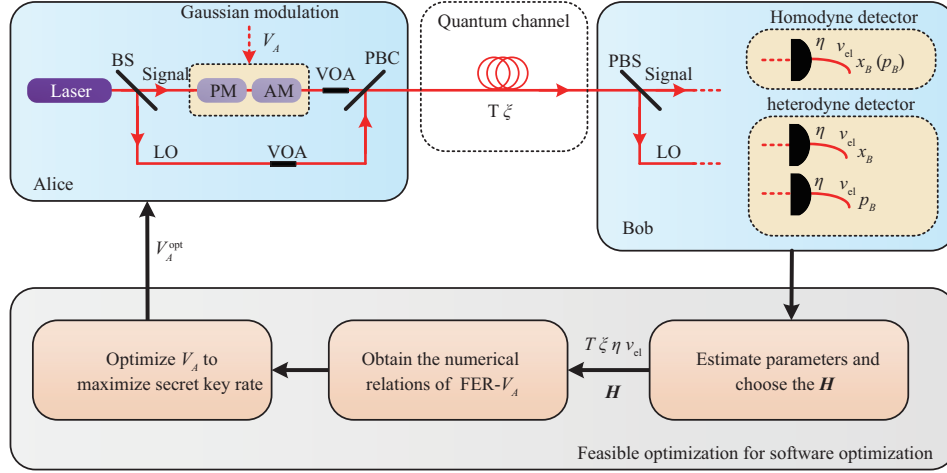 Gaussian modulation
V_A
BS
Signal
PM
AM
VOA
PBC
Laser
LO
VOA
Alice
Quantum channel
T ξ
PBS
Signal
LO
Homodyne detector
η v_el x_B (p_B)
heterodyne detector
η v_el x_B
η v_el p_B
Bob
V_A^opt
Optimize V_A to
maximize secret key rate
Obtain the numerical
relations of FER-V_A
T ξ η v_el
H
Estimate parameters and
choose the H
Feasible optimization for software optimization